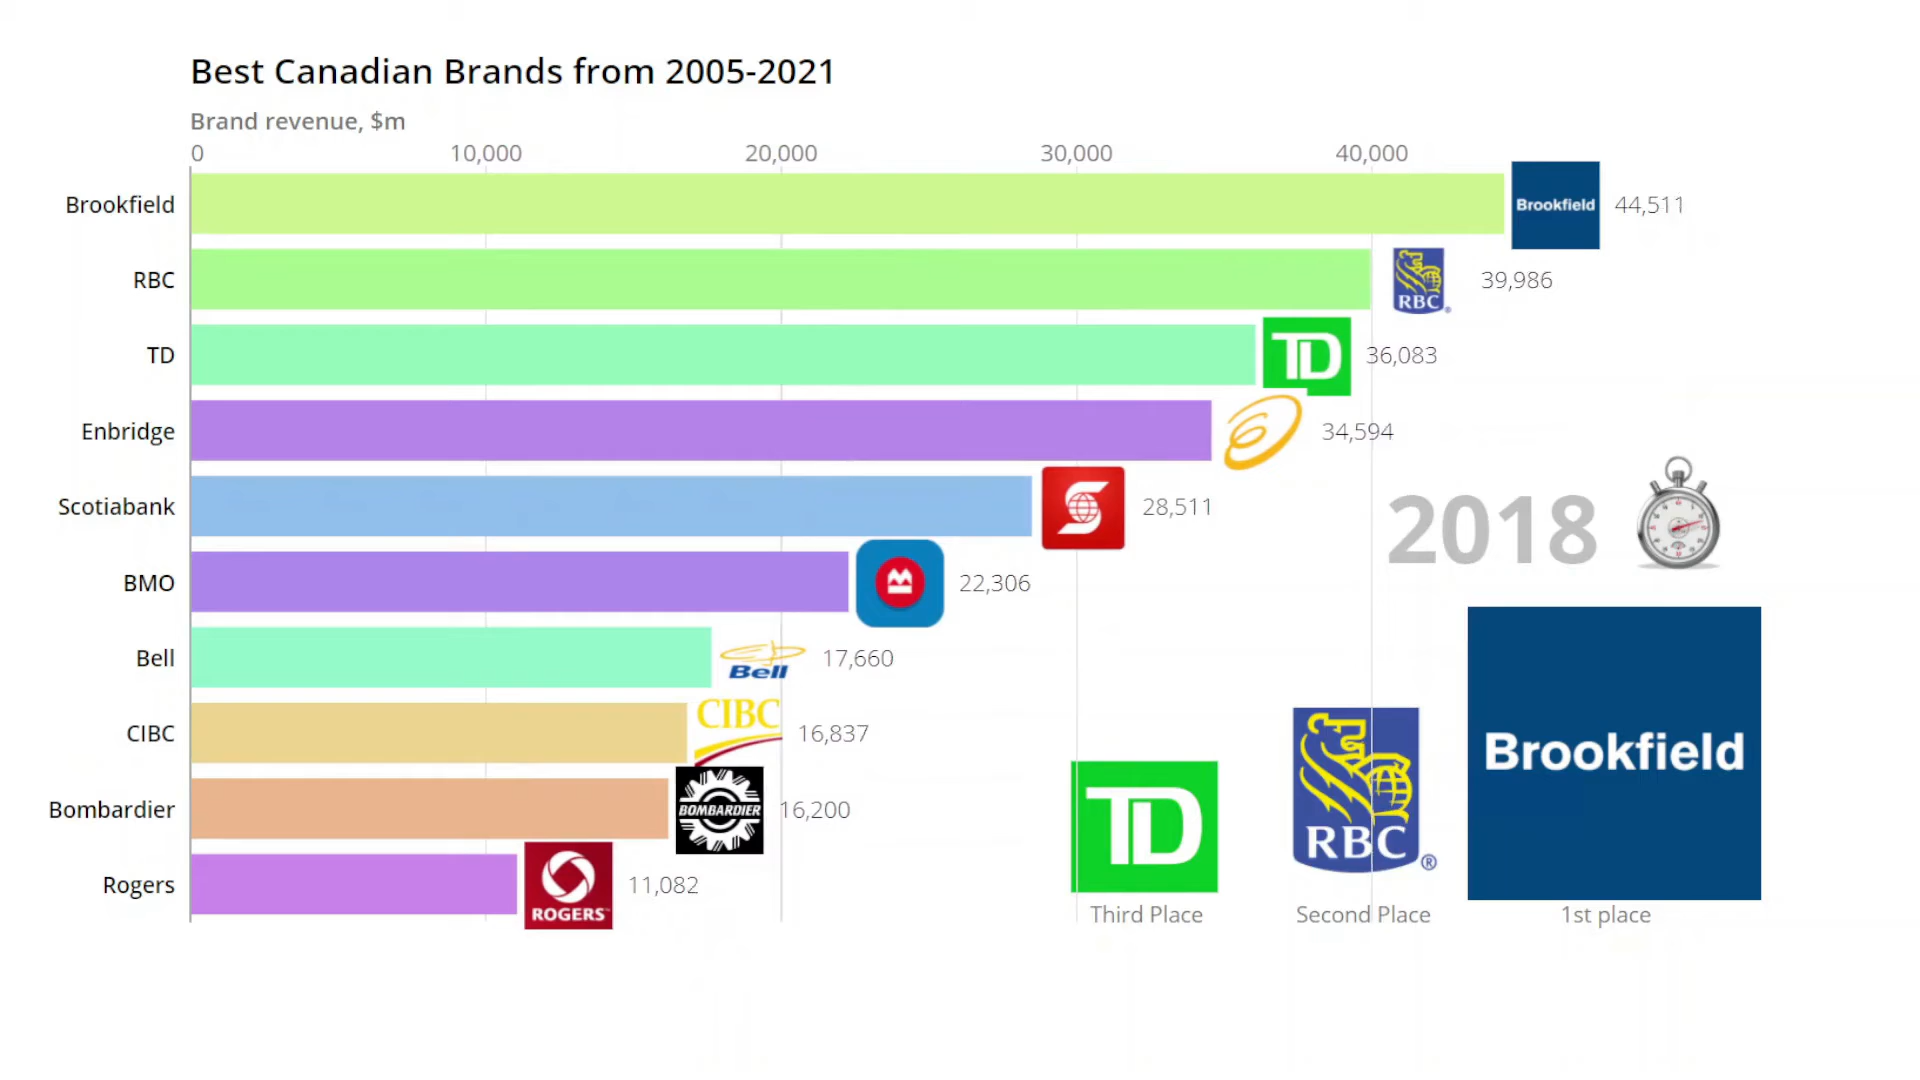 Best Canadian Brands from 2005-2021
Brand revenue, $m
0 10,000 20,000 30,000 40,000
Brookfield Brookfield 44,511
RBC RBC ® 39,986
TD TD 36,083
Enbridge 34,594
Scotiabank S 28,511
BMO 22,306
Bell Bell 17,660
CIBC CIBC 16,837
Bombardier BOMBARDIER 16,200
Rogers ROGERS™ 11,082
2018
TD
RBC ®
Brookfield
Third Place Second Place 1st place